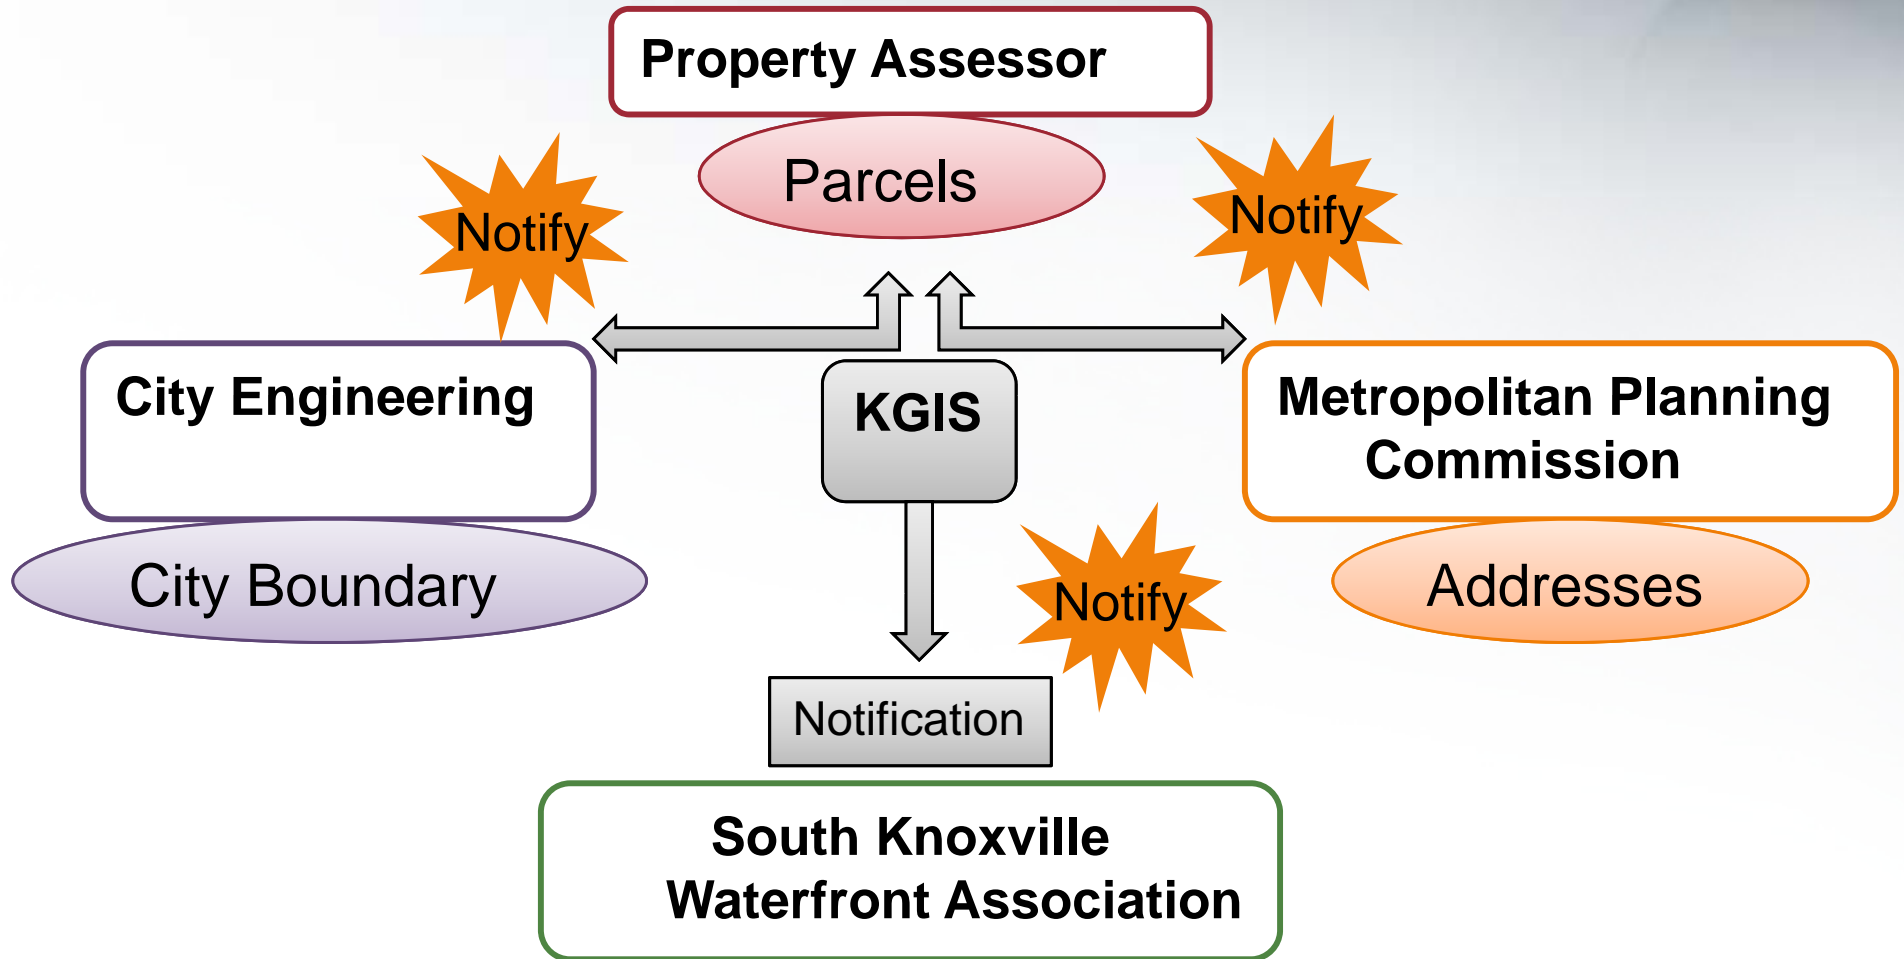 Property Assessor
Parcels
Notify
Notify
City Engineering
KGIS
Metropolitan Planning
Commission
City Boundary
Notify
Addresses
Notification
South Knoxville
Waterfront Association